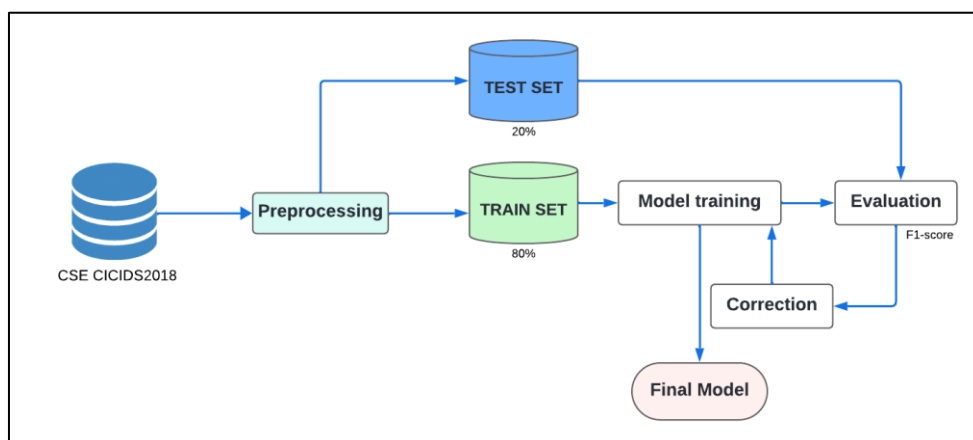 TEST SET
20%
CSE CICIDS2018
Preprocessing
TRAIN SET
80%
Model training
Evaluation
F1-score
Correction
Final Model